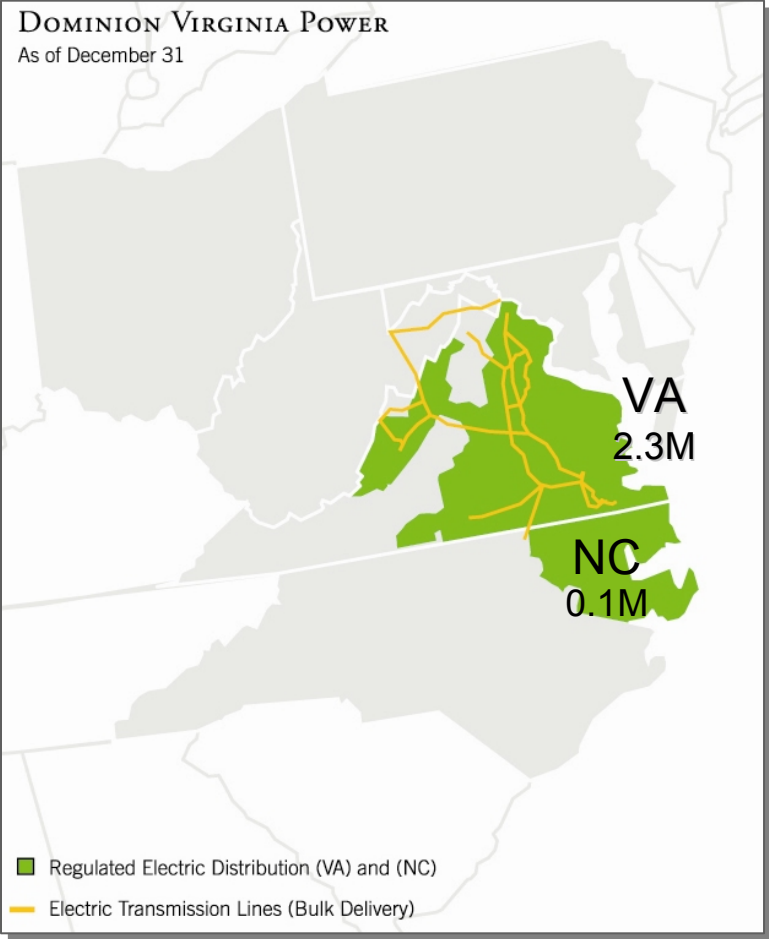 Dominion Virginia Power
As of December 31
VA
2.3M
NC
0.1M
Regulated Electric Distribution (VA) and (NC)
Electric Transmission Lines (Bulk Delivery)